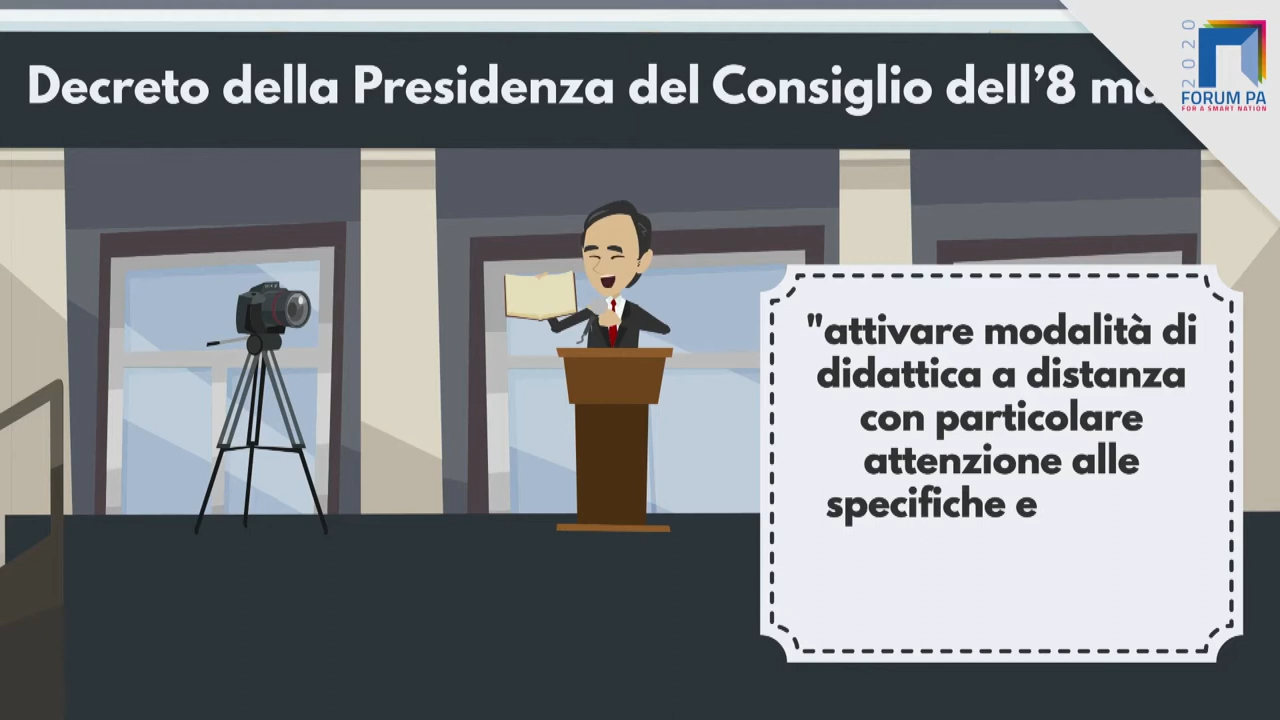 Decreto della Presidenza del Consiglio dell'8 ma
2020
FORUM PA
FOR A SMART NATION
"attivare modalità di
didattica a distanza
con particolare
attenzione alle
specifiche e